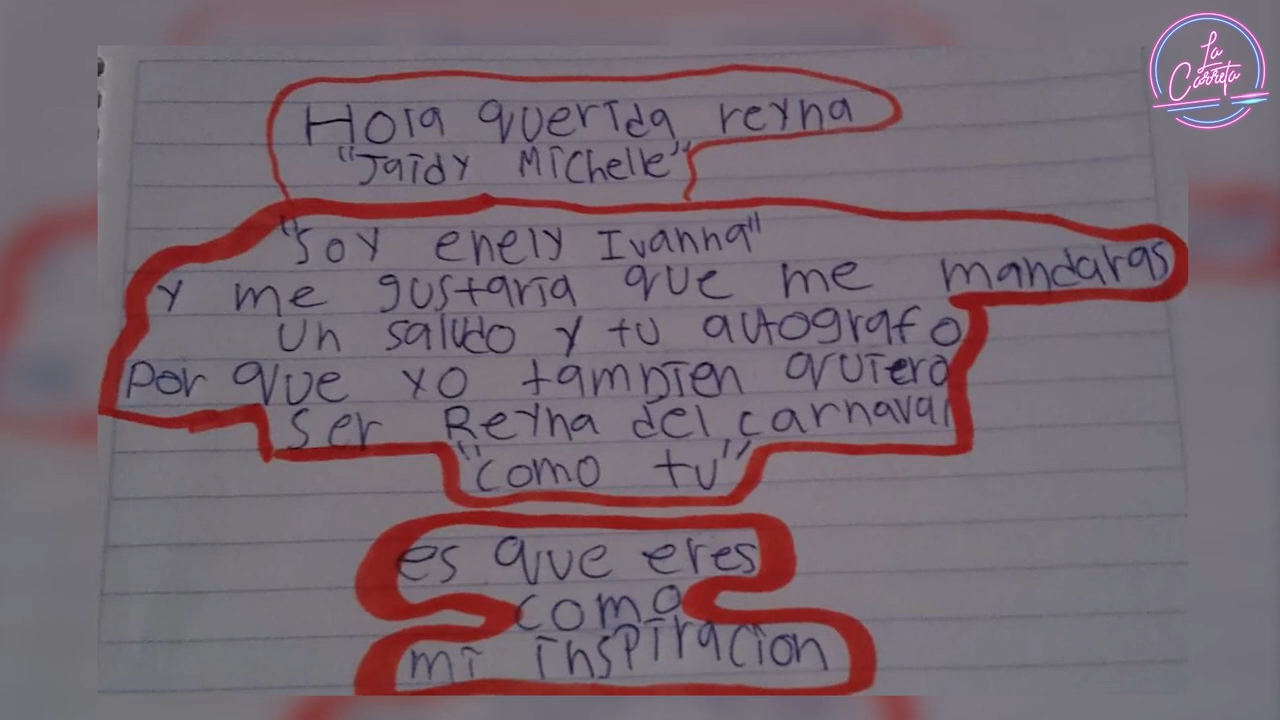 La
Carreta
Hola querida reyna
"Jaidy Michelle"
"Soy enely Ivanna"
y me gustaria que me mandaras
un saludo y tu autografo
por que yo tambien quiero
ser Reyna del carnaval
"como tu"
es que eres
como
mi inspiracion